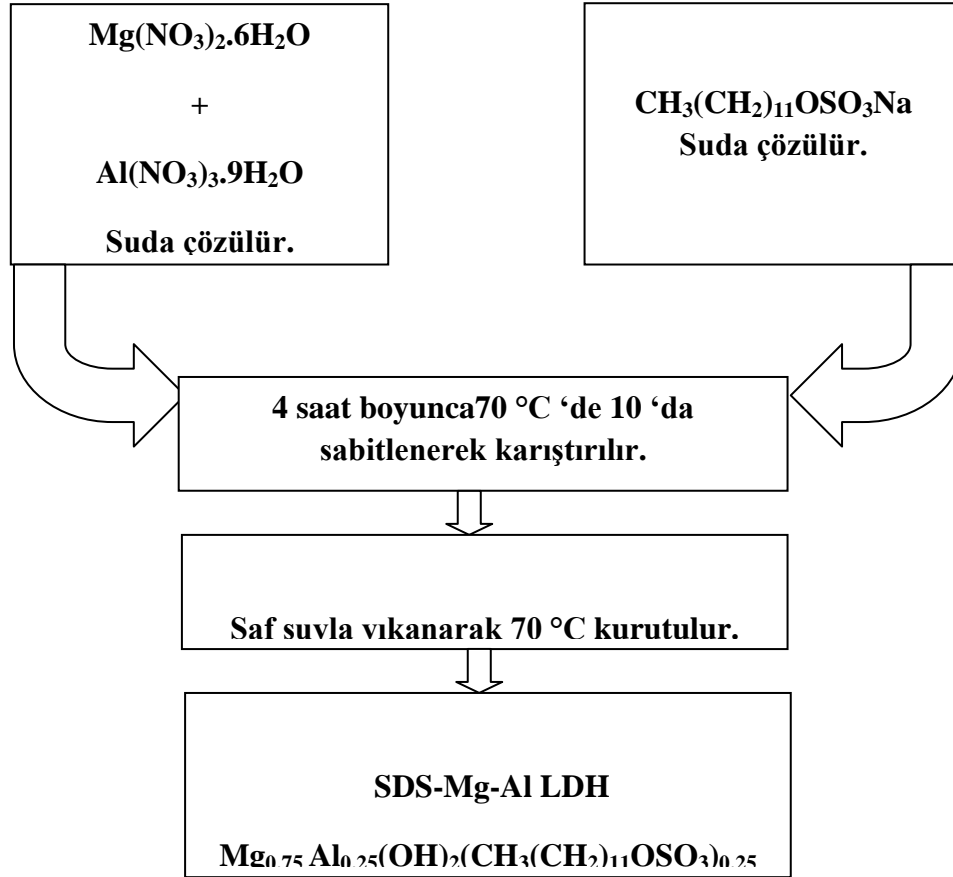 Mg(NO₃)₂.6H₂O
+
Al(NO₃)₃.9H₂O
Suda çözülür.
CH₃(CH₂)₁₁OSO₃Na
Suda çözülür.
4 saat boyunca70 °C ‘de 10 ‘da
sabitlenerek karıştırılır.
Saf suyla yıkanarak 70 °C kurutulur.
SDS-Mg-Al LDH
Mg₀.₇₅ Al₀.₂₅(OH)₂(CH₃(CH₂)₁₁OSO₃)₀.₂₅